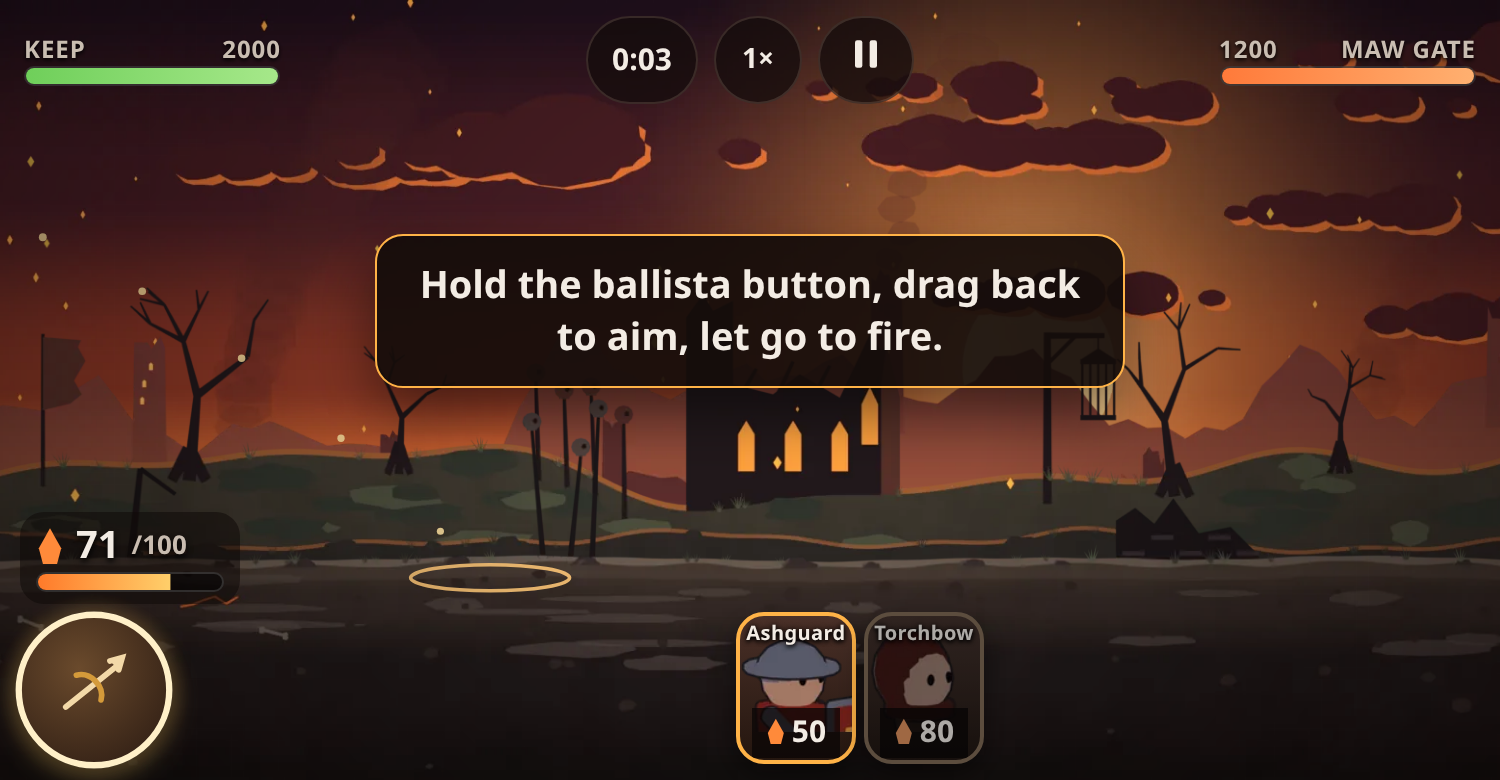 KEEP 2000
0:03
1×
1200 MAW GATE
Hold the ballista button, drag back
to aim, let go to fire.
71 /100
Ashguard
50
Torchbow
80